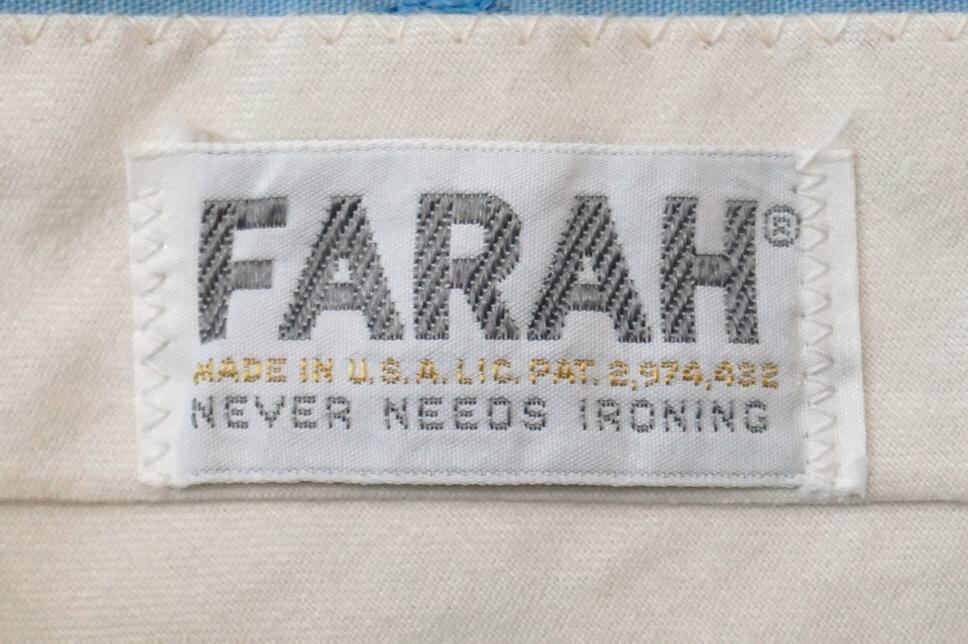 FARAH®
MADE IN U.S.A. LIC. PAT. 2,974,432
NEVER NEEDS IRONING